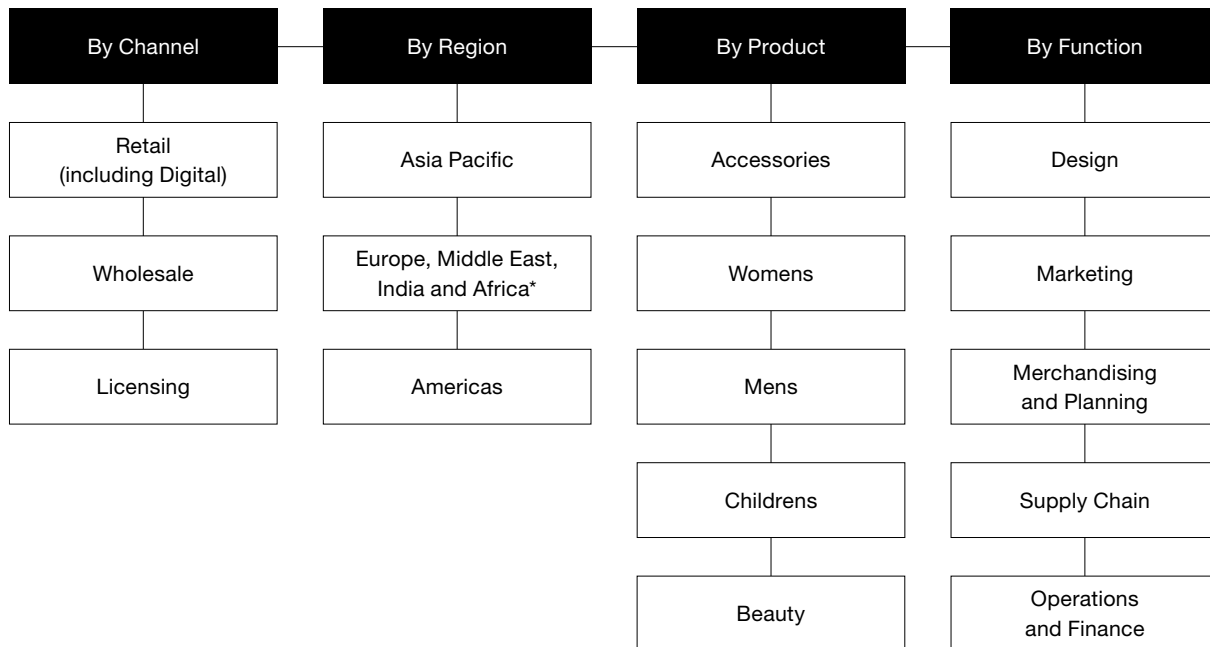 By Channel
By Region
By Product
By Function
Retail
(including Digital)
Asia Pacific
Accessories
Design
Wholesale
Europe, Middle East,
India and Africa*
Womens
Marketing
Licensing
Americas
Mens
Merchandising
and Planning
Childrens
Supply Chain
Beauty
Operations
and Finance